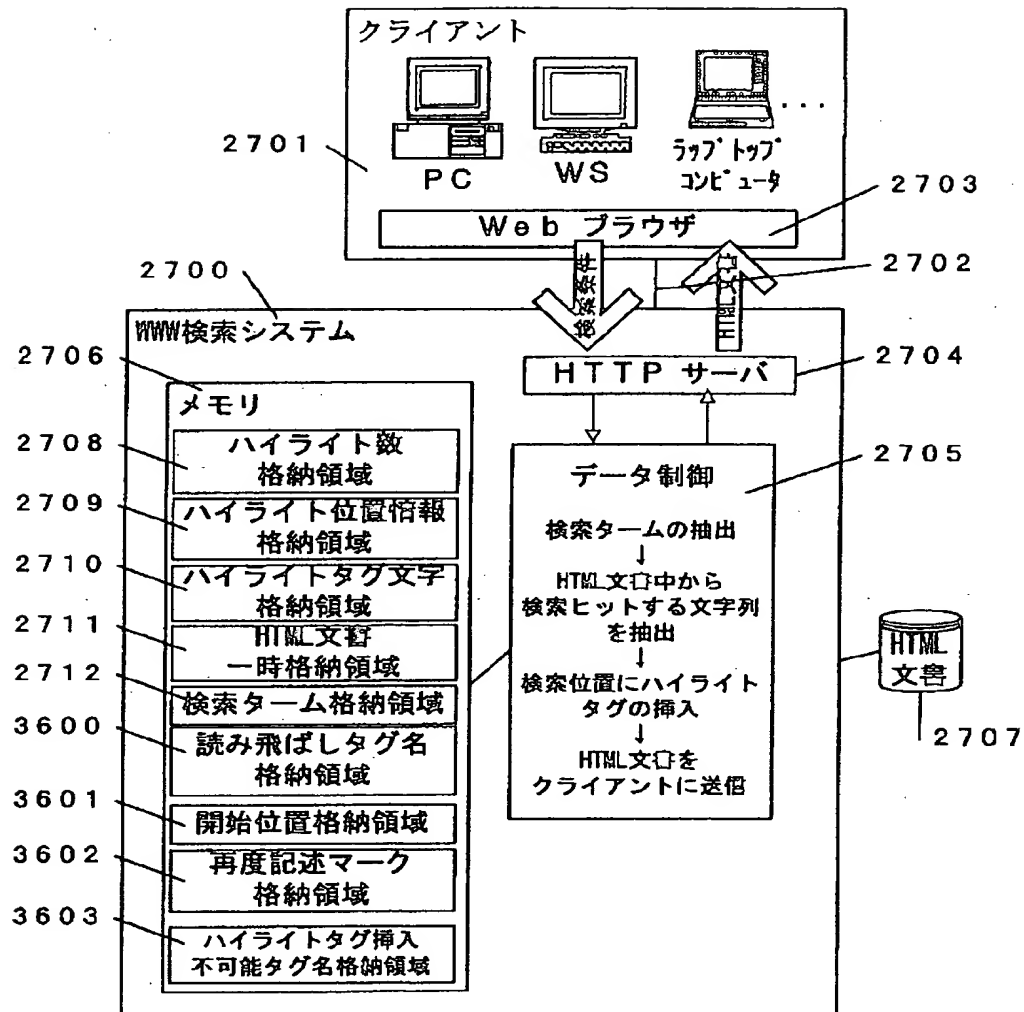 クライアント
PC
WS
ラップトップ
コンピュータ
...
2701
Web ブラウザ
2703
検索条件
HTML文書
2702
2700
WWW検索システム
2706
HTTP サーバ
2704
メモリ
2708
ハイライト数
格納領域
2709
ハイライト位置情報
格納領域
2710
ハイライトタグ文字
格納領域
2711
HTML文書
一時格納領域
2712
検索ターム格納領域
3600
読み飛ばしタグ名
格納領域
3601
開始位置格納領域
3602
再度記述マーク
格納領域
3603
ハイライトタグ挿入
不可能タグ名格納領域
データ制御
2705
検索タームの抽出
↓
HTML文書中から
検索ヒットする文字列
を抽出
↓
検索位置にハイライト
タグの挿入
↓
HTML文書を
クライアントに送信
HTML
文書
2707